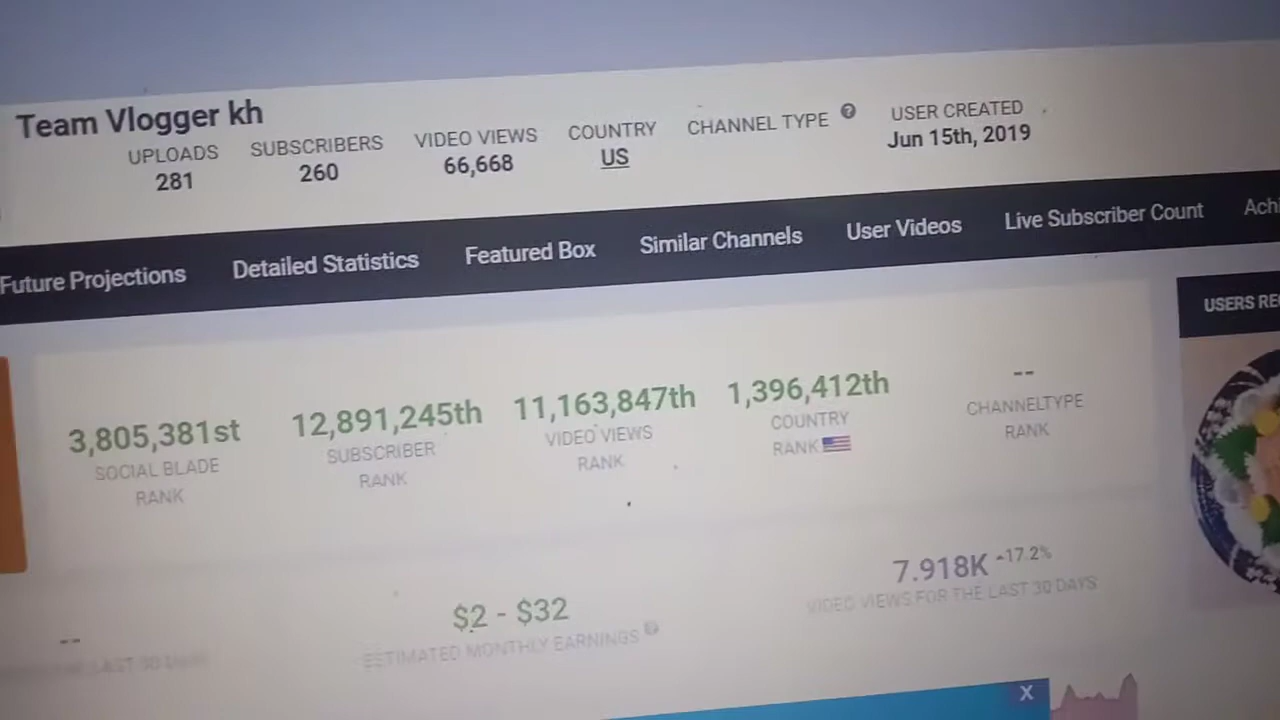 Team Vlogger kh
UPLOADS
281
SUBSCRIBERS
260
VIDEO VIEWS
66,668
COUNTRY
US
CHANNEL TYPE ?
USER CREATED
Jun 15th, 2019
Future Projections Detailed Statistics Featured Box Similar Channels User Videos Live Subscriber Count
USERS
3,805,381st
SOCIAL BLADE
RANK
12,891,245th
SUBSCRIBER
RANK
11,163,847th
VIDEO VIEWS
RANK
1,396,412th
COUNTRY
RANK
--
CHANNELTYPE
RANK
--
LAST 30 DAYS
$2 - $32
ESTIMATED MONTHLY EARNINGS ?
7.918K -17.2%
VIDEO VIEWS FOR THE LAST 30 DAYS
X